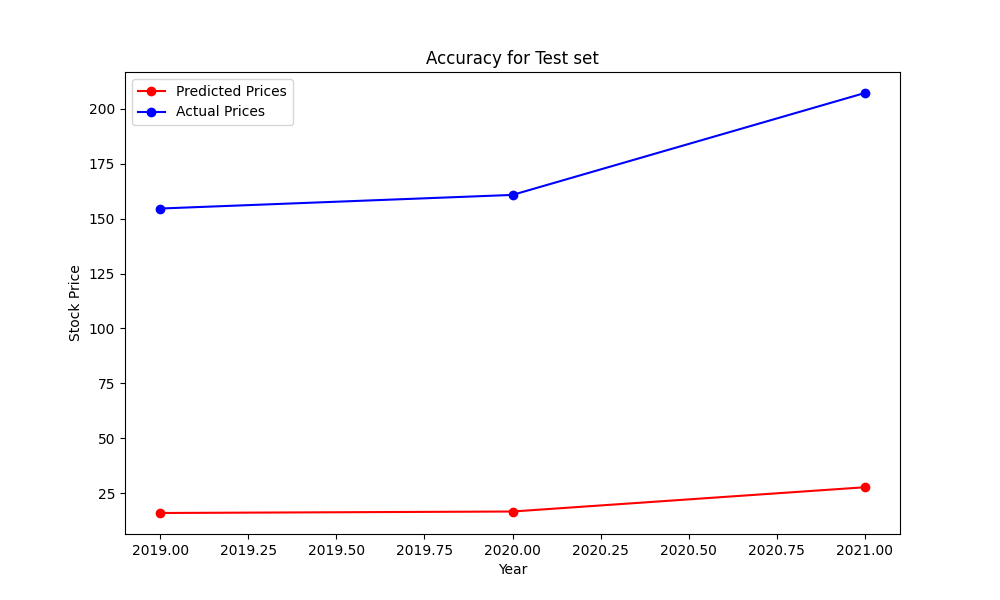 Accuracy for Test set
Predicted Prices
Actual Prices
Stock Price
200
175
150
125
100
75
50
25
2019.00 2019.25 2019.50 2019.75 2020.00 2020.25 2020.50 2020.75 2021.00
Year